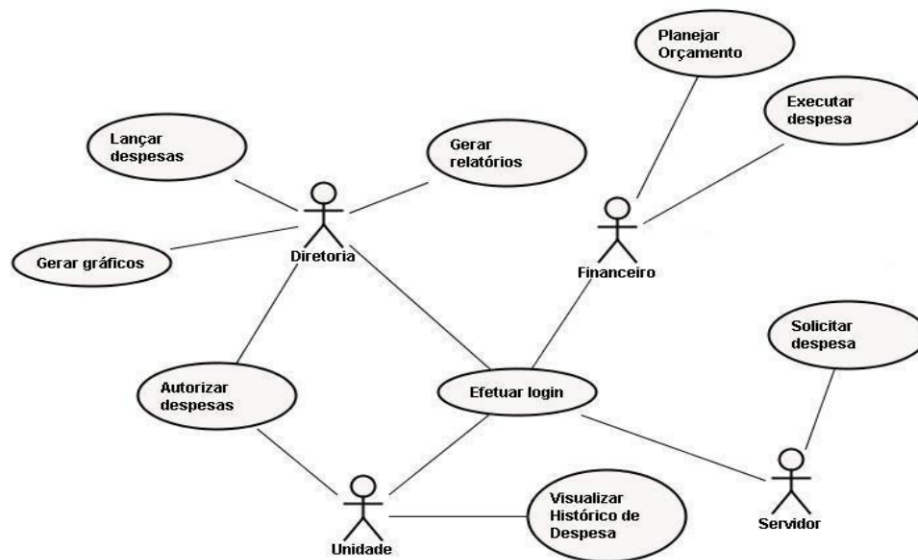 Planejar
Orçamento
Executar
despesa
Lançar
despesas
Gerar
relatórios
Diretoria
Financeiro
Gerar gráficos
Solicitar
despesa
Autorizar
despesas
Efetuar login
Visualizar
Histórico de
Despesa
Servidor
Unidade